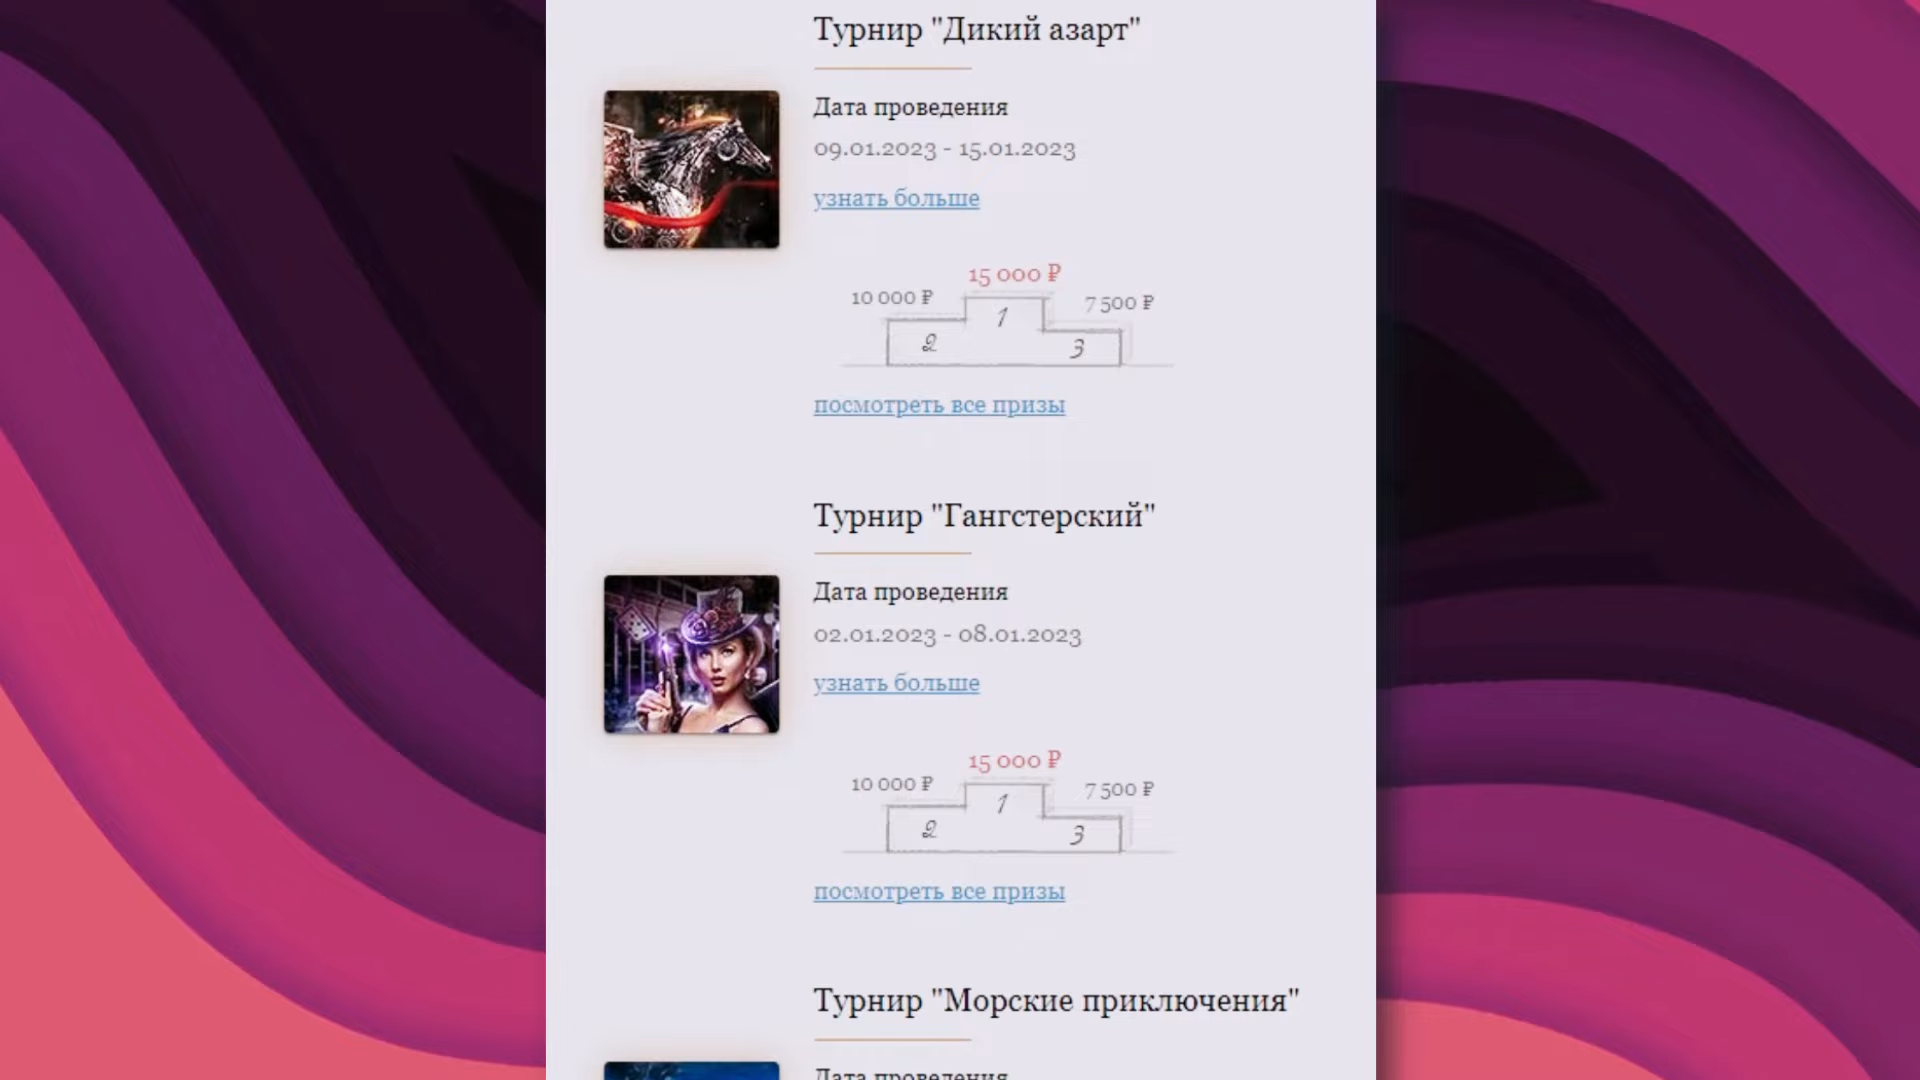 Турнир "Дикий азарт"
Дата проведения
09.01.2023 - 15.01.2023
узнать больше
15 000 ₽
10 000 ₽
7 500 ₽
1
2
3
посмотреть все призы
Турнир "Гангстерский"
Дата проведения
02.01.2023 - 08.01.2023
узнать больше
15 000 ₽
10 000 ₽
7 500 ₽
1
2
3
посмотреть все призы
Турнир "Морские приключения"
Дата проведения